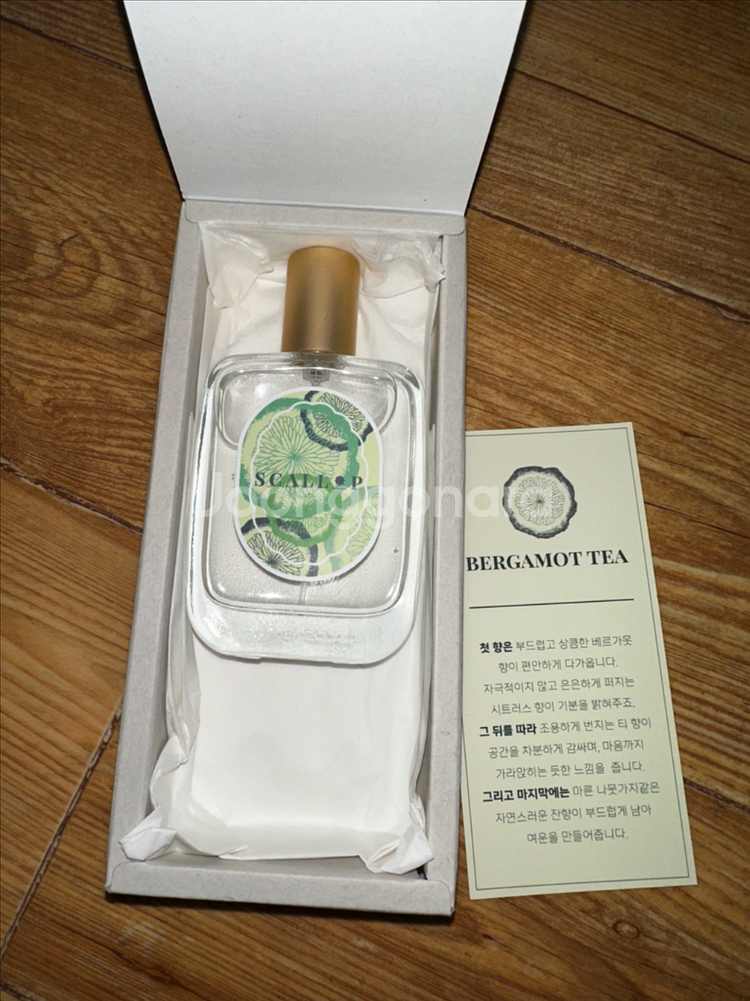 SCALLOP
Joonggonara
BERGAMOT TEA
첫 향은 부드럽고 상큼한 베르가못
향이 편안하게 다가옵니다.
자극적이지 않고 은은하게 퍼지는
시트러스 향이 기분을 밝혀주죠.
그 뒤를 따라 조용하게 번지는 티 향이
공간을 차분하게 감싸며, 마음까지
가라앉히는 듯한 느낌을 줍니다.
그리고 마지막에는 마른 나뭇가지같은
자연스러운 잔향이 부드럽게 남아
여운을 만들어줍니다.